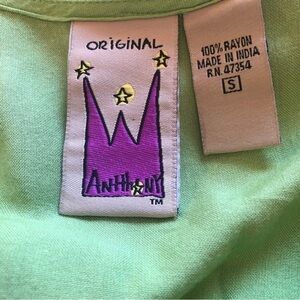 ORIGINAL
ANTHONY
TM
100% RAYON
MADE IN INDIA
R.N. 47354
S